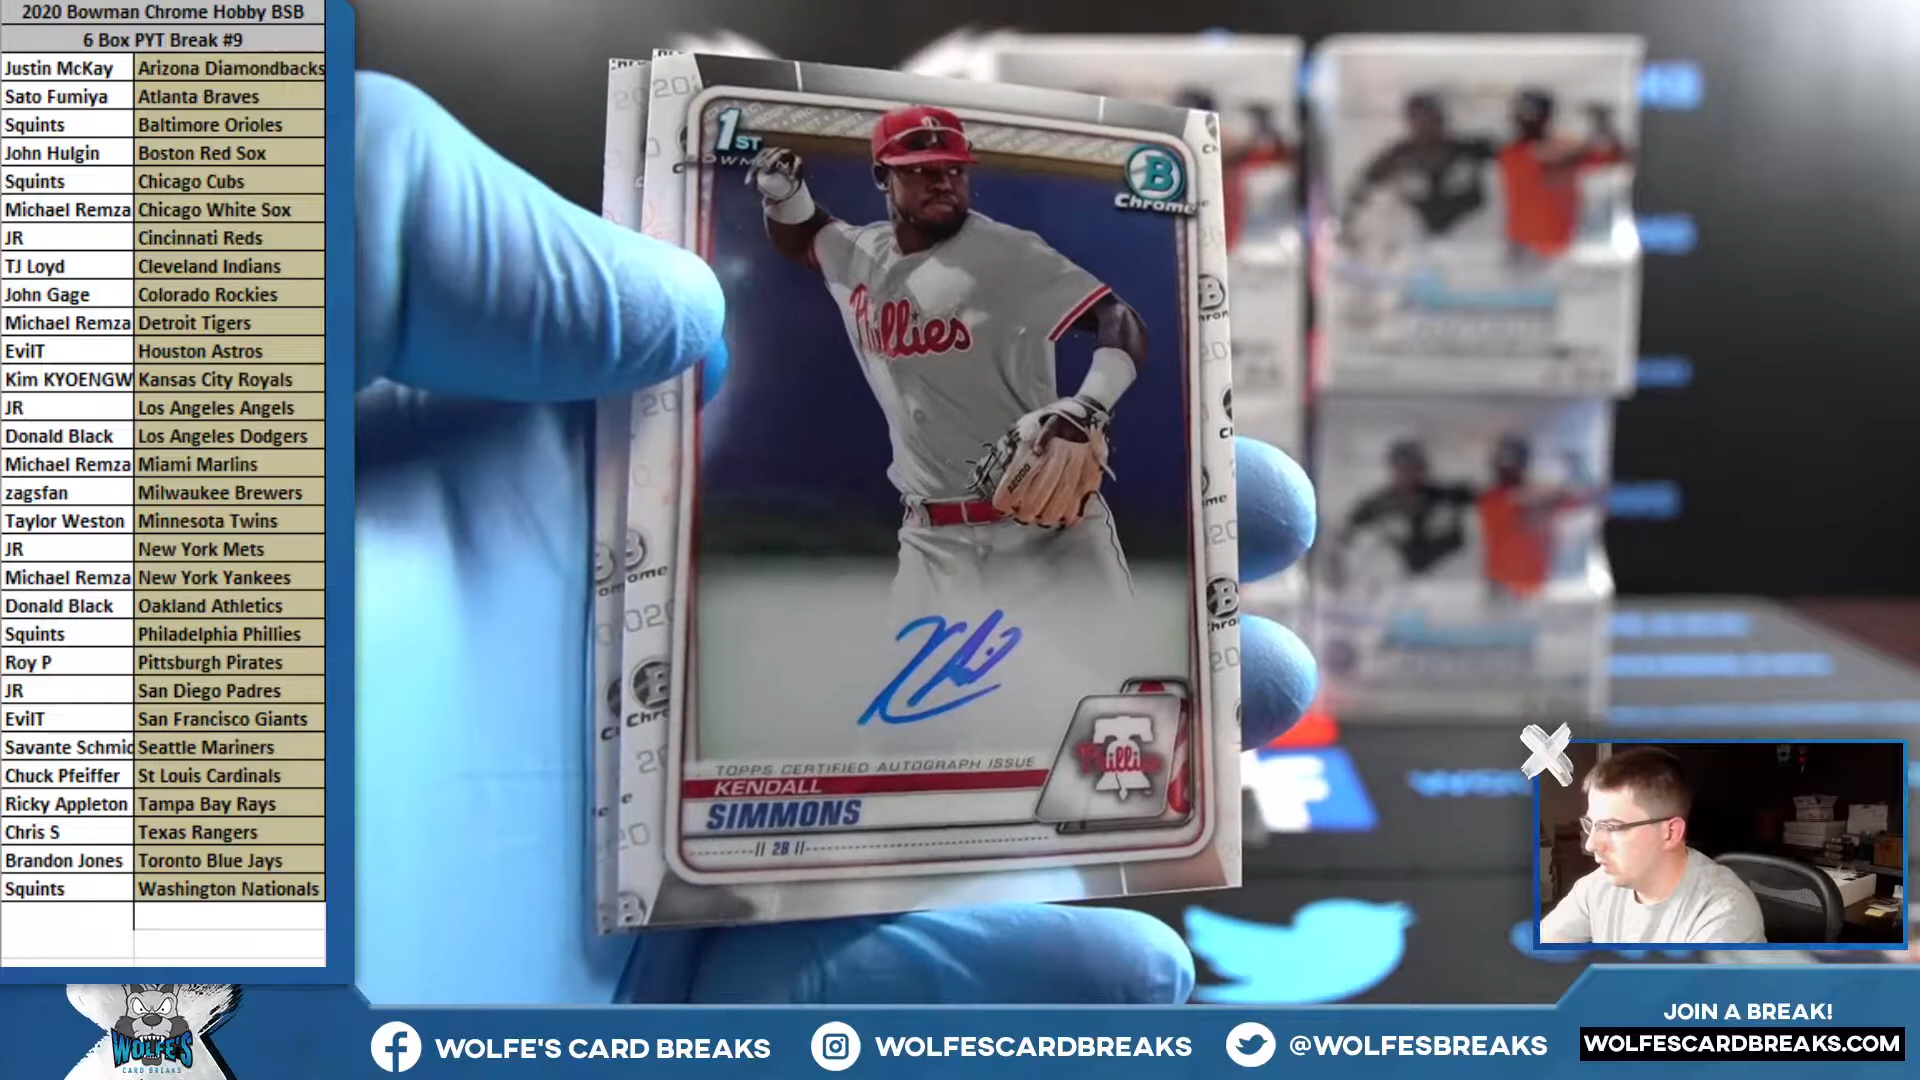 2020 Bowman Chrome Hobby BSB
6 Box PYT Break #9
Justin McKay Arizona Diamondbacks
Sato Fumiya Atlanta Braves
Squints Baltimore Orioles
John Hulgin Boston Red Sox
Squints Chicago Cubs
Michael Remza Chicago White Sox
JR Cincinnati Reds
TJ Loyd Cleveland Indians
John Gage Colorado Rockies
Michael Remza Detroit Tigers
EvilT Houston Astros
Kim KYOENGW Kansas City Royals
JR Los Angeles Angels
Donald Black Los Angeles Dodgers
Michael Remza Miami Marlins
zagsfan Milwaukee Brewers
Taylor Weston Minnesota Twins
JR New York Mets
Michael Remza New York Yankees
Donald Black Oakland Athletics
Squints Philadelphia Phillies
Roy P Pittsburgh Pirates
JR San Diego Padres
EvilT San Francisco Giants
Savante Schmid Seattle Mariners
Chuck Pfeiffer St Louis Cardinals
Ricky Appleton Tampa Bay Rays
Chris S Texas Rangers
Brandon Jones Toronto Blue Jays
Squints Washington Nationals
1ST
BOWMAN
B
Chrome
Phillies
TOPPS CERTIFIED AUTOGRAPH ISSUE
KENDALL
SIMMONS
// 2B //
Phillies
WOLFE'S
CARD BREAKS
WOLFE'S CARD BREAKS
WOLFESCARDBREAKS
@WOLFESBREAKS
JOIN A BREAK!
WOLFESCARDBREAKS.COM